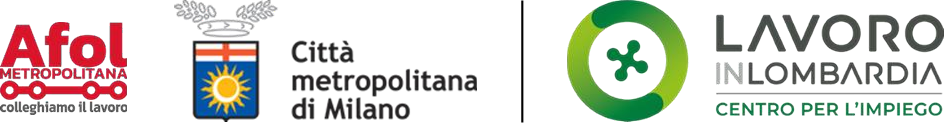 Afol
METROPOLITANA
colleghiamo il lavoro
Città
metropolitana
di Milano
LAVORO
INLOMBARDIA
CENTRO PER L'IMPIEGO